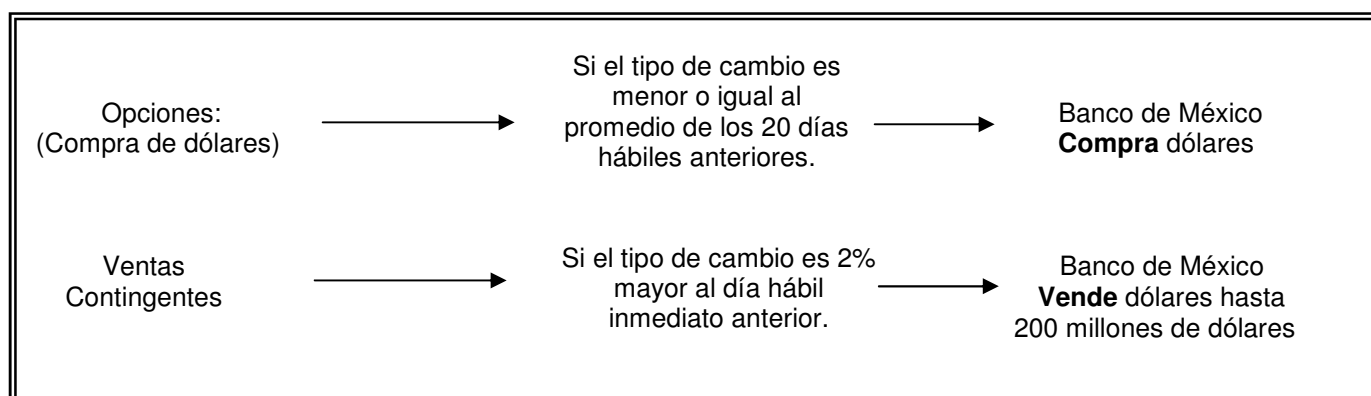 Opciones:
(Compra de dólares)
Si el tipo de cambio es
menor o igual al
promedio de los 20 días
hábiles anteriores.
Banco de México
Compra dólares
Ventas
Contingentes
Si el tipo de cambio es 2%
mayor al día hábil
inmediato anterior.
Banco de México
Vende dólares hasta
200 millones de dólares